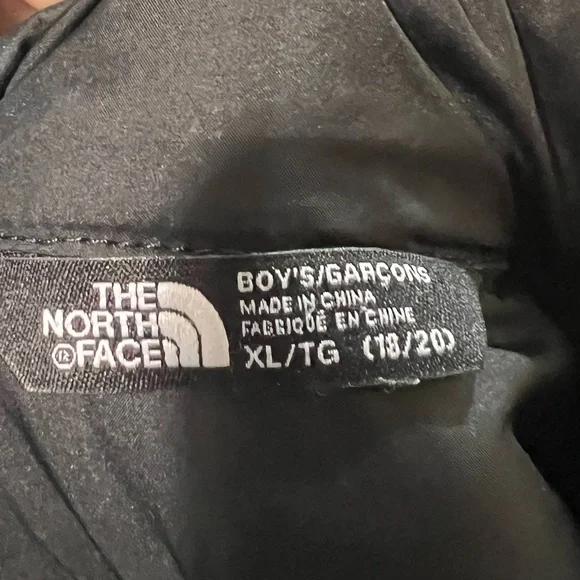 THE
NORTH
FACE
BOY'S/GARÇONS
MADE IN CHINA
FABRIQUÉ EN CHINE
XL/TG (18/20)